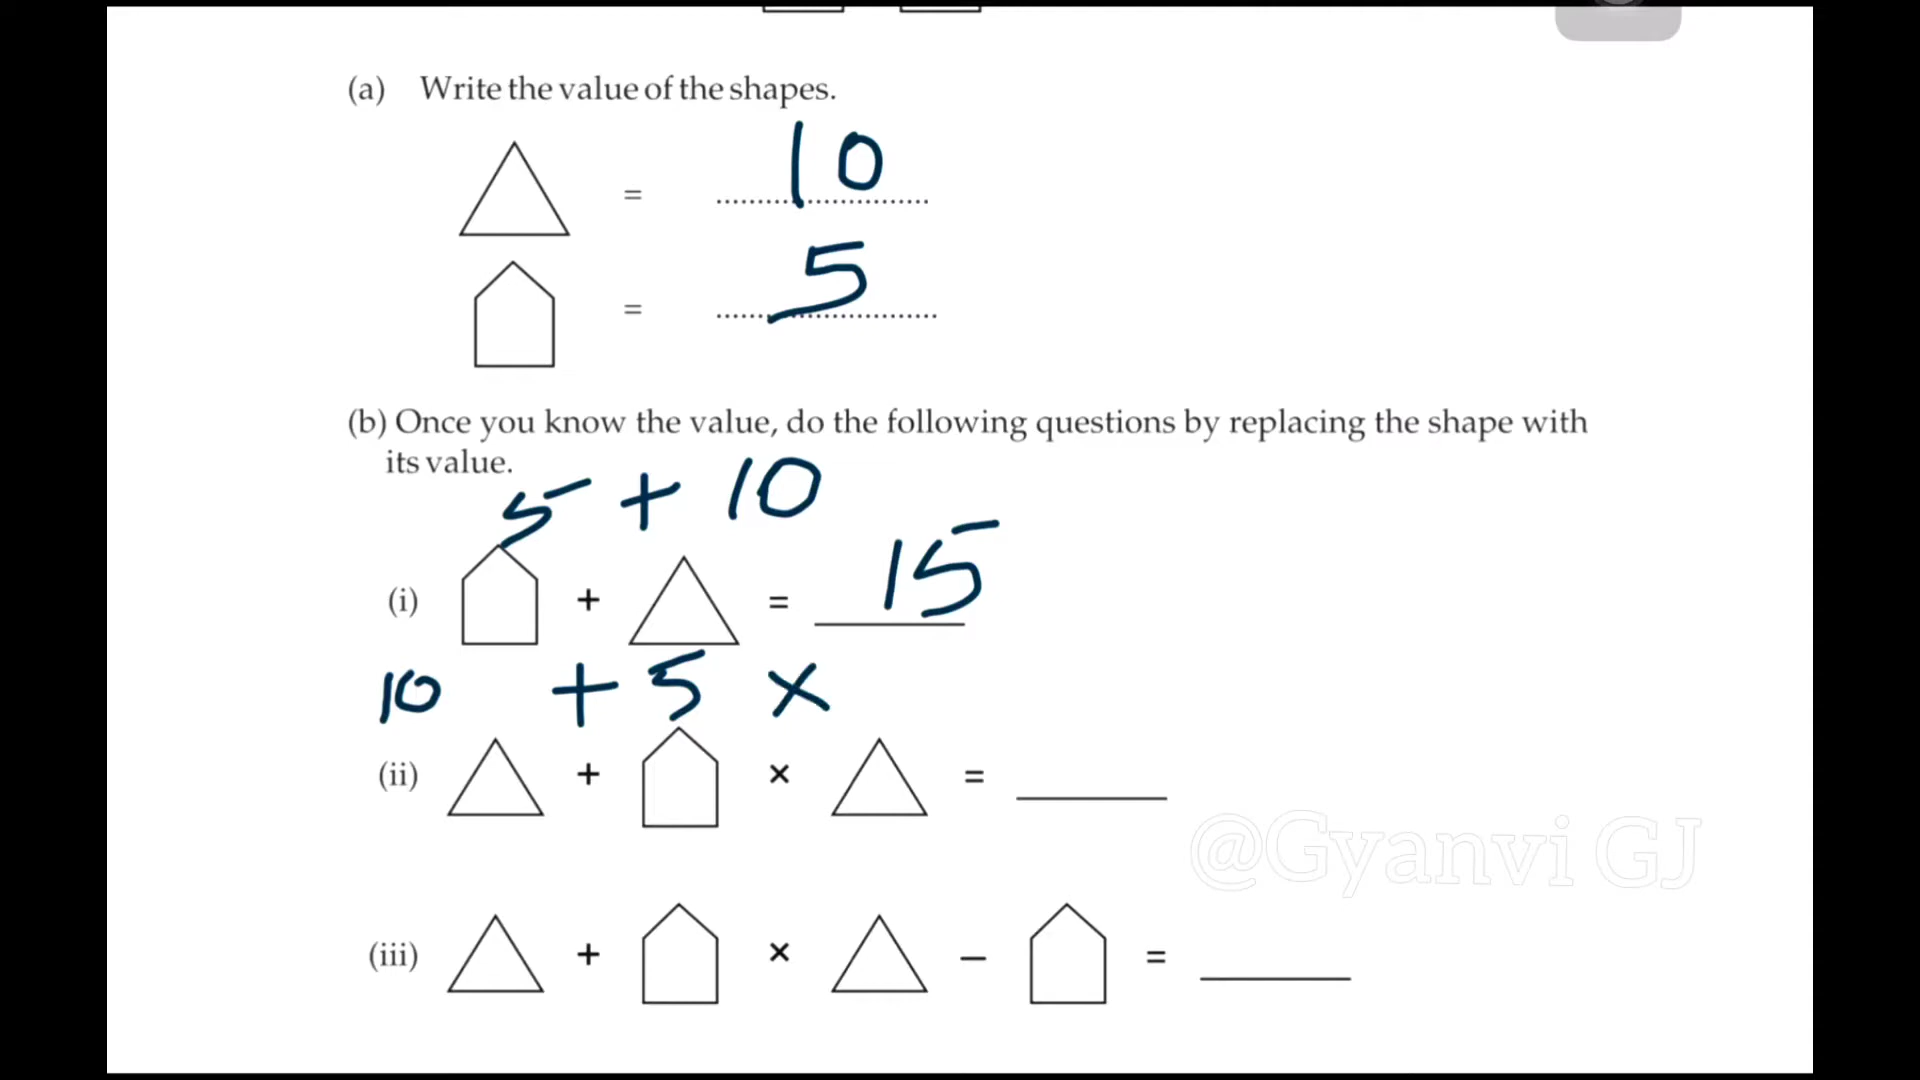 (a) Write the value of the shapes.
= 10
= 5
(b) Once you know the value, do the following questions by replacing the shape with
its value.
5 + 10
(i) + = 15
10 + 5 ×
(ii) + × =
@Gyanvi GJ
(iii) + × − =